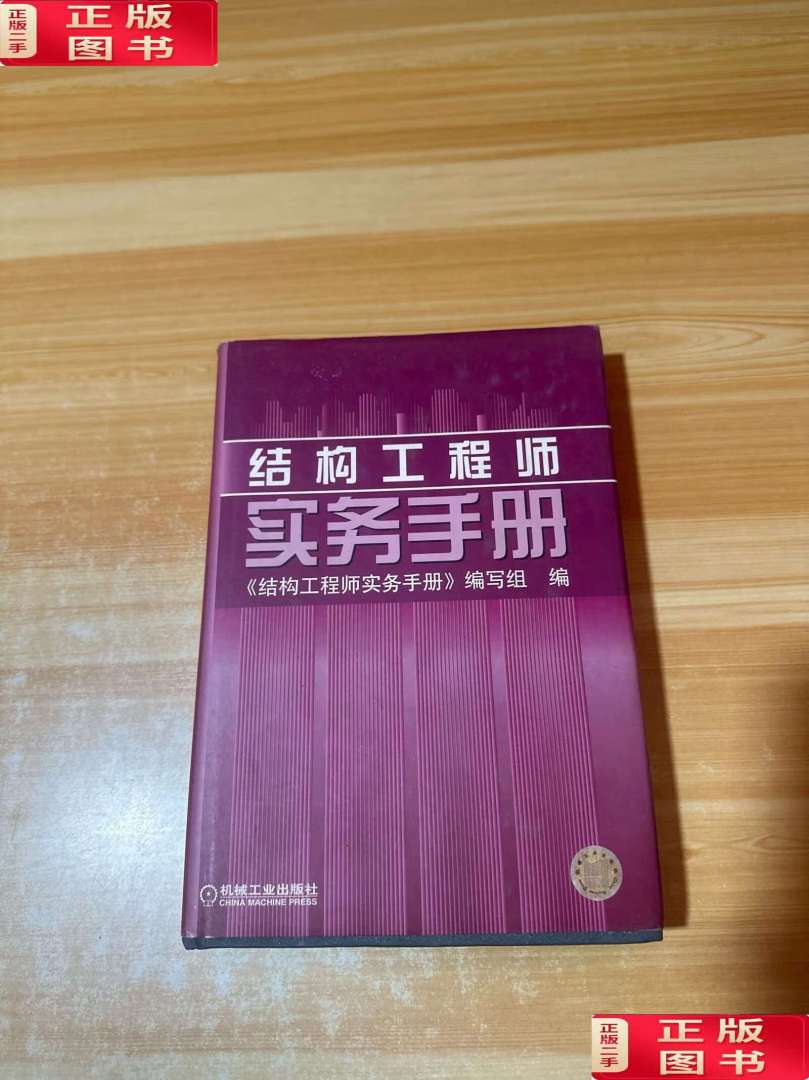 正版二手
正版
图书
结构工程师
实务手册
《结构工程师实务手册》编写组 编
机械工业出版社
CHINA MACHINE PRESS
正版二手
正版
图书